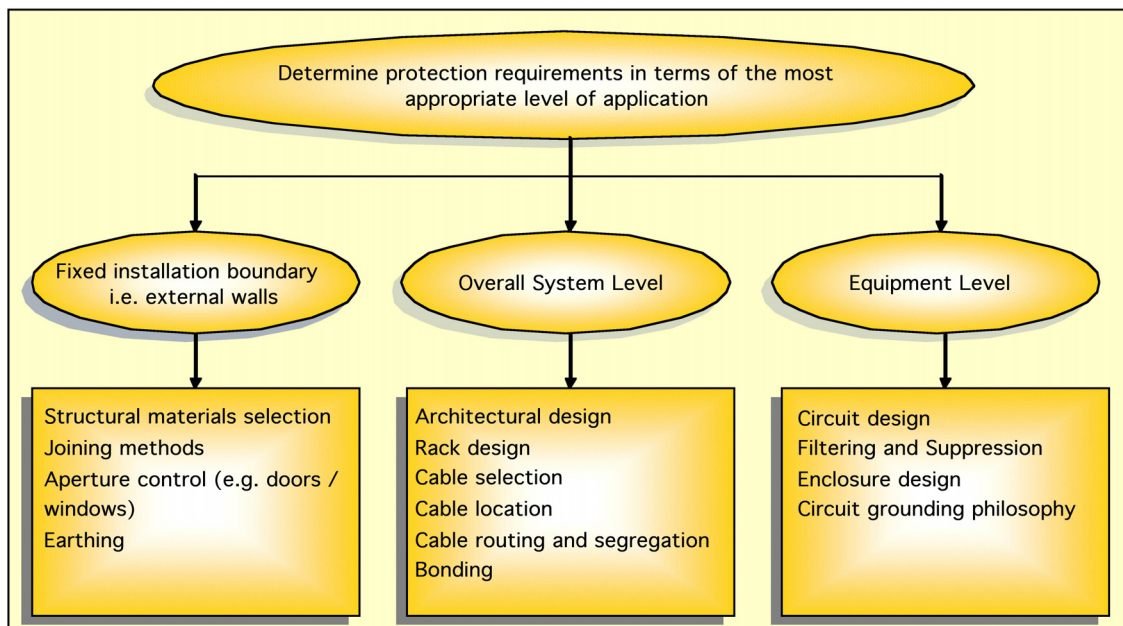 Determine protection requirements in terms of the most
appropriate level of application
Fixed installation boundary
i.e. external walls
Overall System Level
Equipment Level
Structural materials selection
Joining methods
Aperture control (e.g. doors /
windows)
Earthing
Architectural design
Rack design
Cable selection
Cable location
Cable routing and segregation
Bonding
Circuit design
Filtering and Suppression
Enclosure design
Circuit grounding philosophy